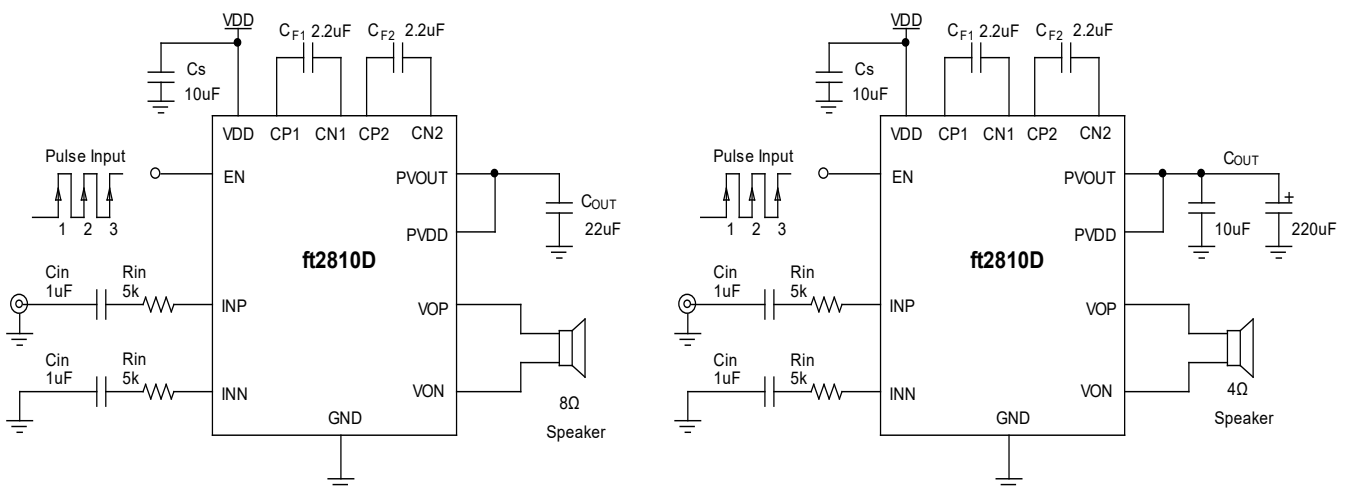 VDD
CF1 2.2uF
CF2 2.2uF
Cs
10uF
VDD
CP1
CN1
CP2
CN2
Pulse Input
1 2 3
EN
PVOUT
COUT
22uF
PVDD
ft2810D
Cin
1uF
Rin
5k
INP
VOP
Cin
1uF
Rin
5k
INN
VON
8Ω
Speaker
GND
VDD
CF1 2.2uF
CF2 2.2uF
Cs
10uF
VDD
CP1
CN1
CP2
CN2
Pulse Input
1 2 3
EN
PVOUT
COUT
+
10uF
220uF
PVDD
ft2810D
Cin
1uF
Rin
5k
INP
VOP
Cin
1uF
Rin
5k
INN
VON
4Ω
Speaker
GND